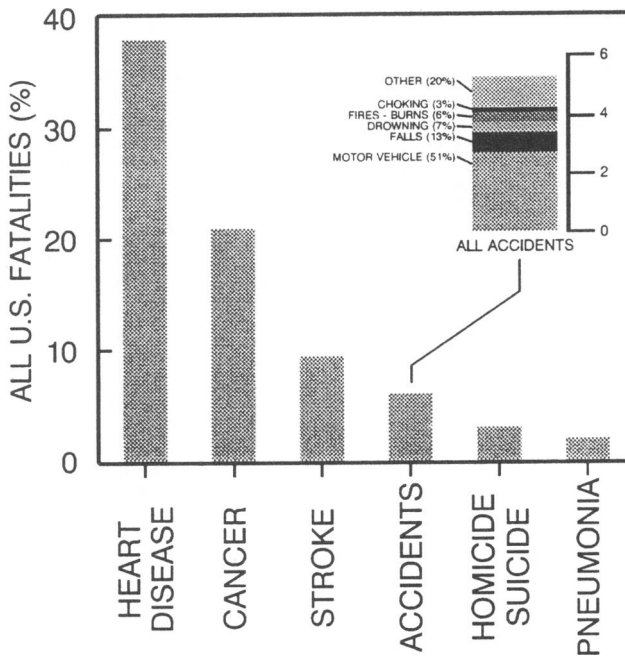 ALL U.S. FATALITIES (%)
40
30
20
10
0
OTHER (20%)
CHOKING (3%)
FIRES - BURNS (6%)
DROWNING (7%)
FALLS (13%)
MOTOR VEHICLE (51%)
6
4
2
0
ALL ACCIDENTS
HEART
DISEASE
CANCER
STROKE
ACCIDENTS
HOMICIDE
SUICIDE
PNEUMONIA